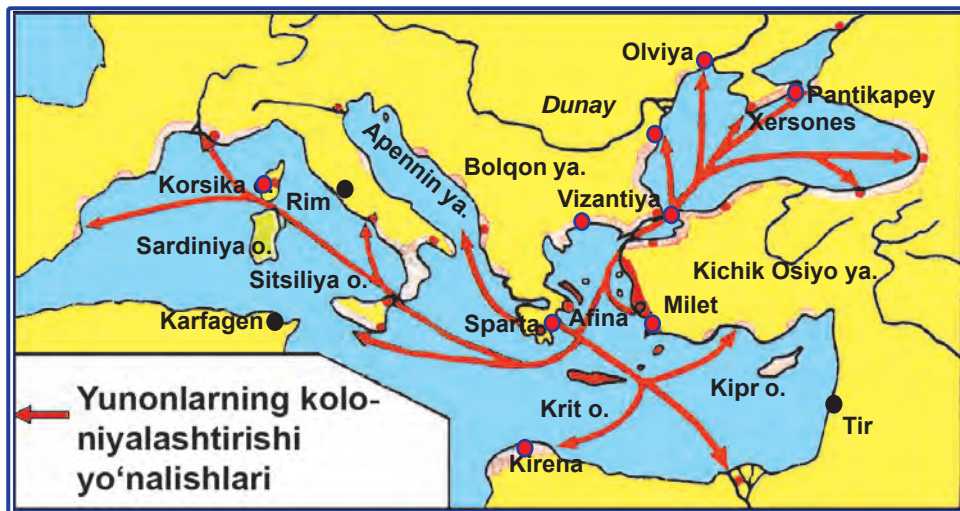 Olviya
Dunay
Pantikapey
Xersones
Apennin ya.
Bolqon ya.
Korsika o.
Rim
Vizantiya
Sardiniya o.
Kichik Osiyo ya.
Sitsiliya o.
Karfagen
Sparta
Afina
Milet
Krit o.
Kipr o.
Tir
Kirena
Yunonlarning kolo-
niyalashtirishi
yo‘nalishlari